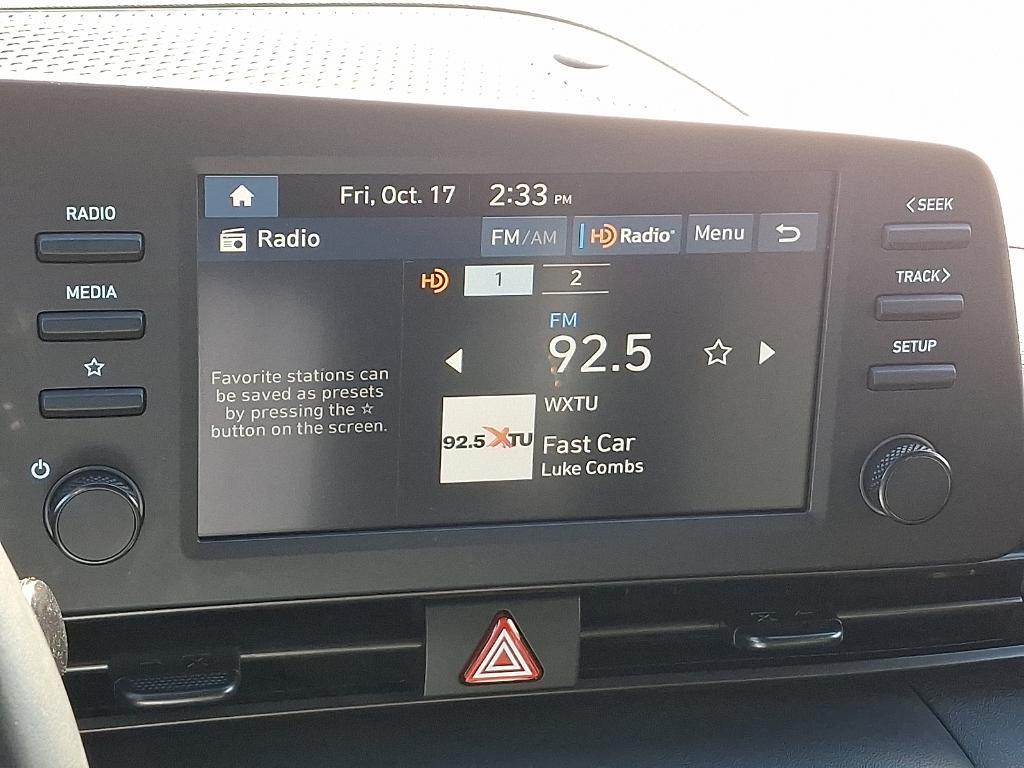 RADIO
MEDIA
Fri, Oct. 17 2:33 PM
Radio FM/AM HD Radio Menu
HD 1 2
FM
92.5
WXTU
92.5 XTU
Fast Car
Luke Combs
Favorite stations can
be saved as presets
by pressing the ☆
button on the screen.
<SEEK
TRACK>
SETUP